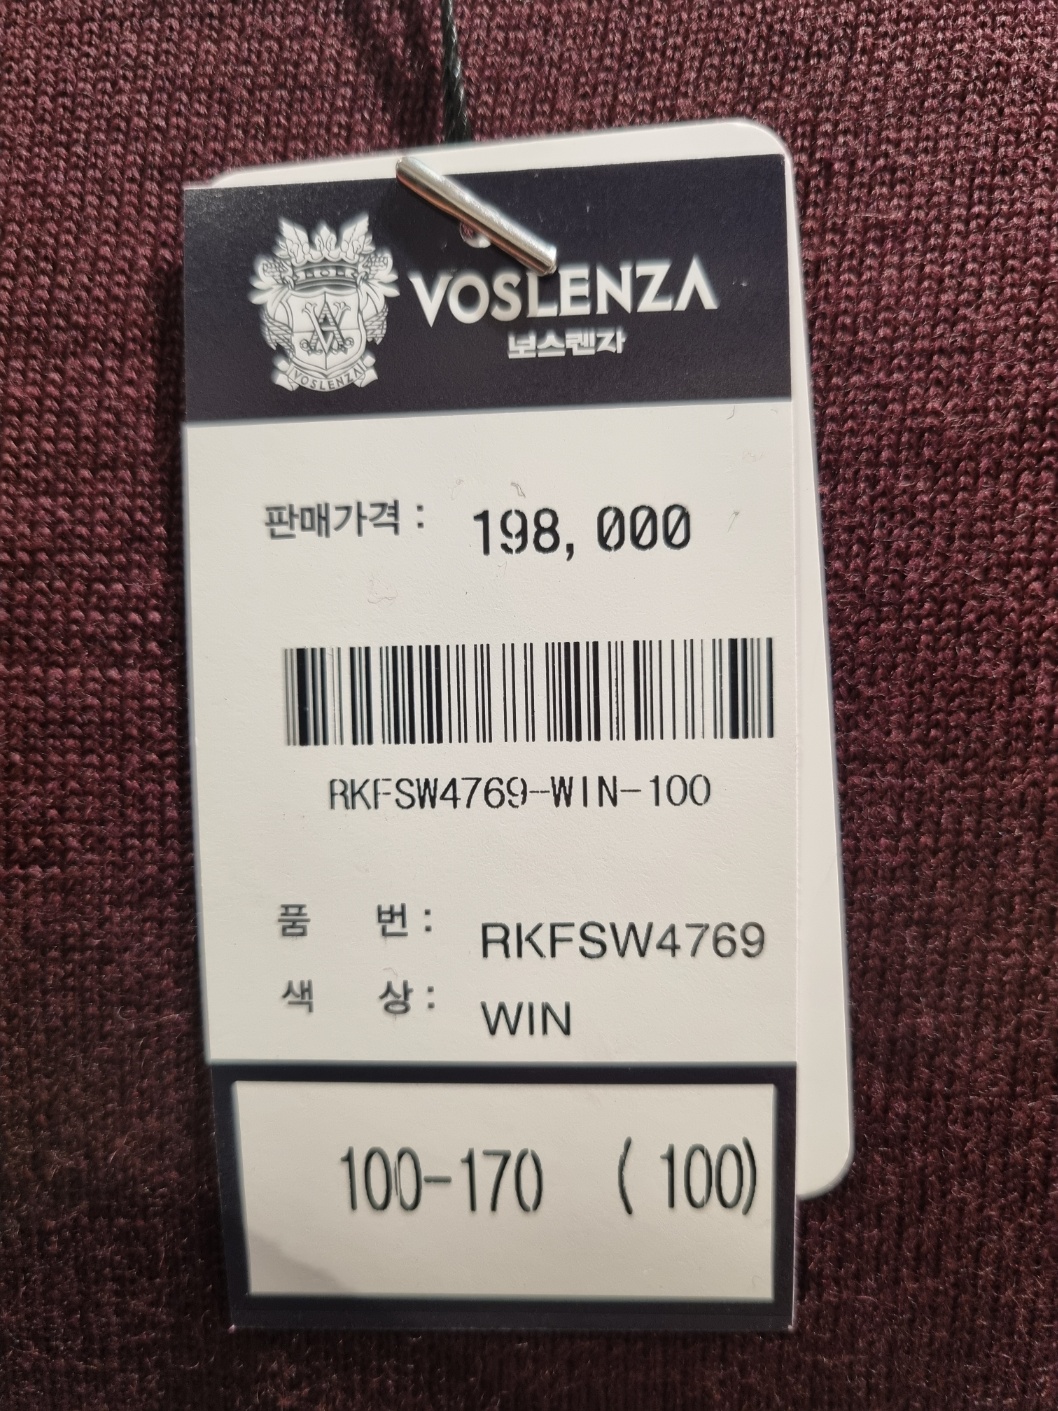 VOSLENZA
VOSLENZA
보스렌자
판매가격 : 198,000
RKFSW4769-WIN-100
품 번 : RKFSW4769
색 상 : WIN
100-170 ( 100)